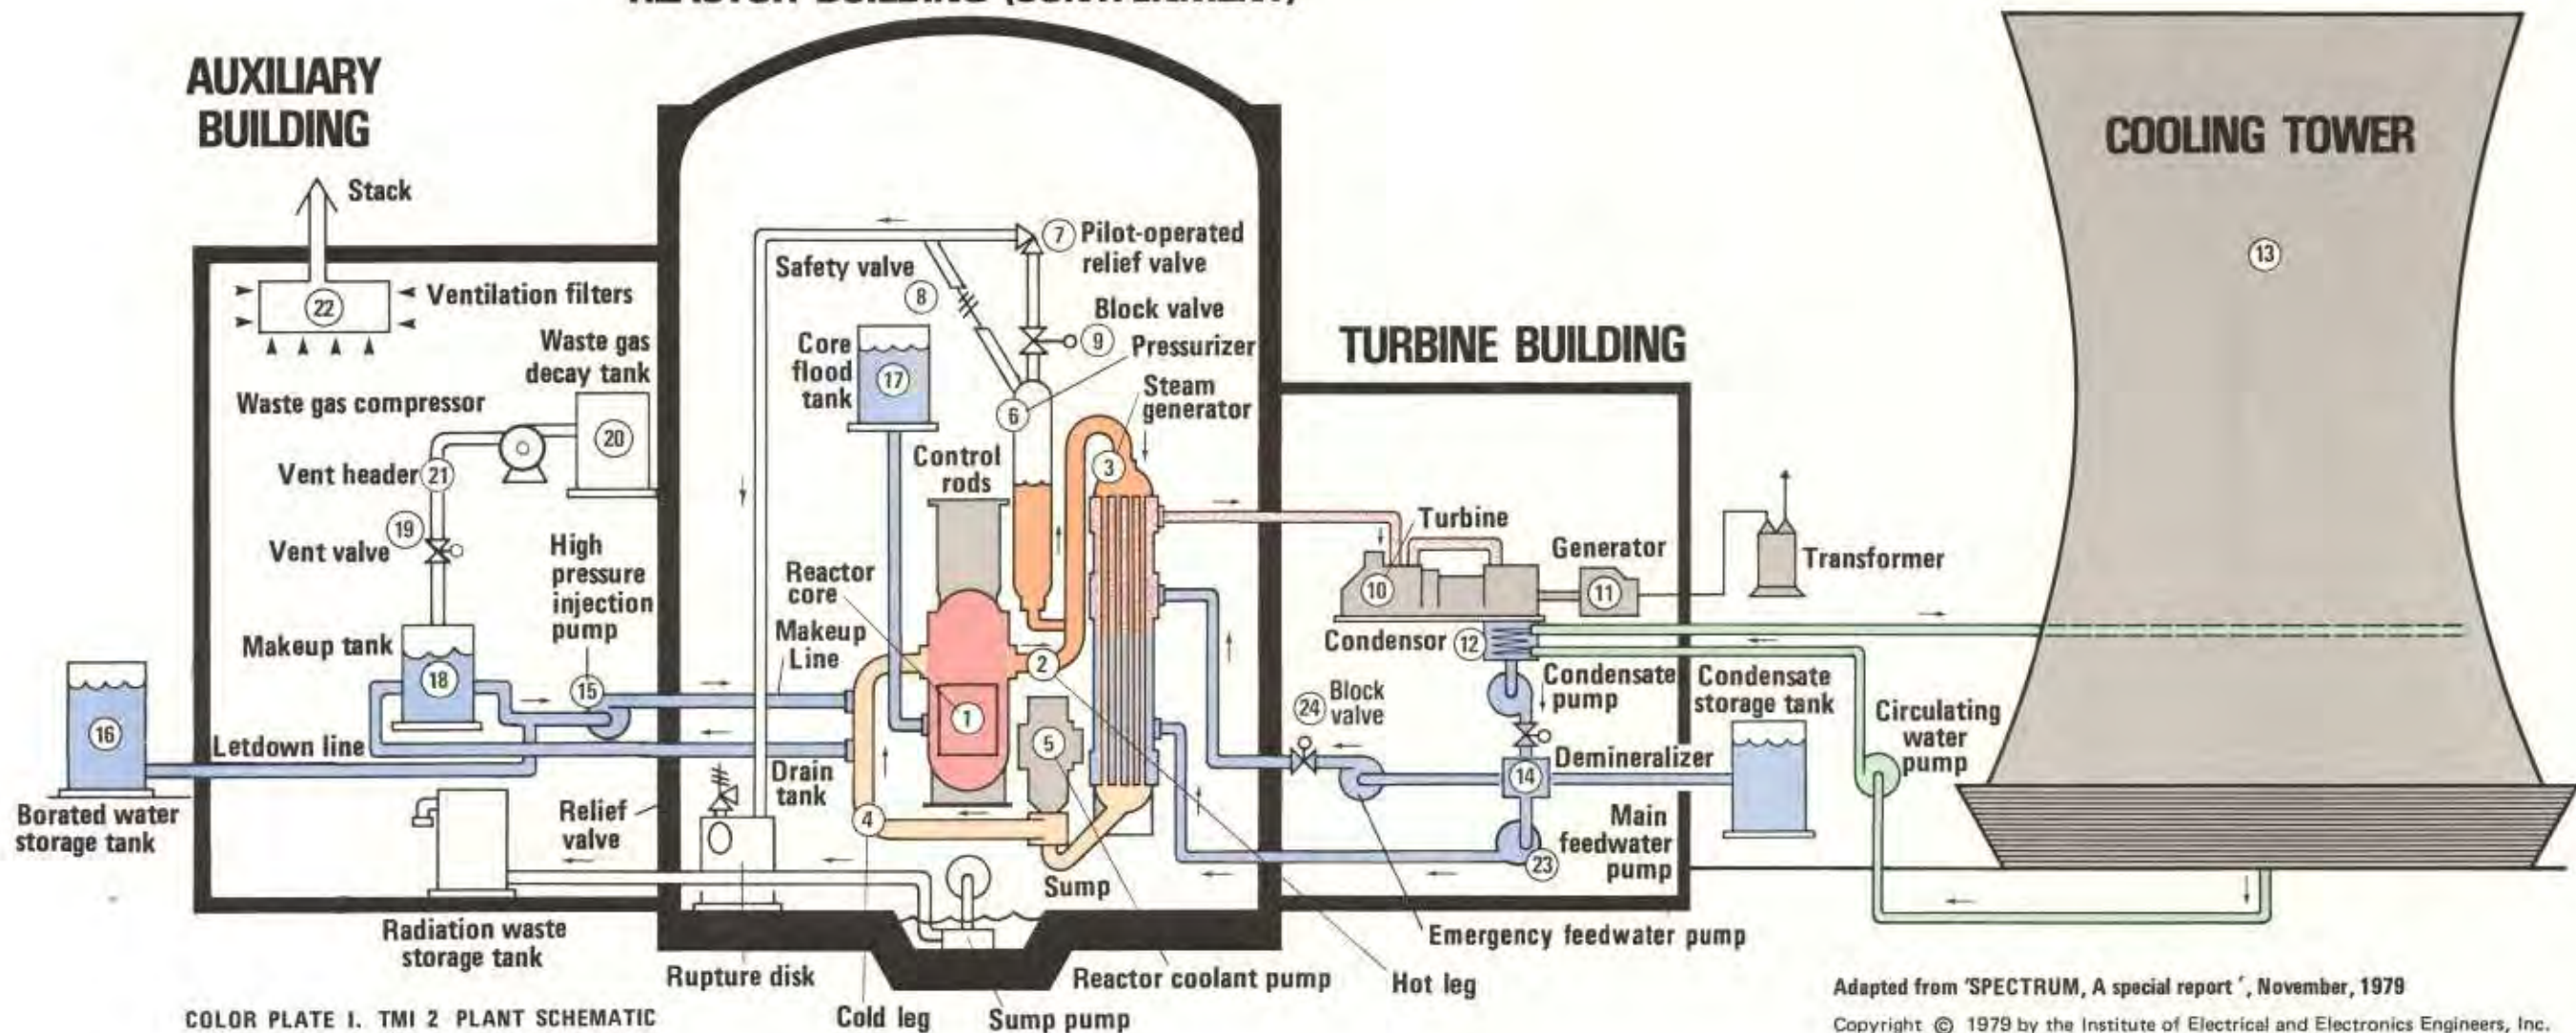 AUXILIARY
BUILDING
Stack
22
Ventilation filters
Waste gas
decay tank
Waste gas compressor
20
Vent header
21
19
Vent valve
High
pressure
injection
pump
Makeup tank
18
15
16
Letdown line
Borated water
storage tank
Radiation waste
storage tank
Relief
valve
7
Pilot-operated
relief valve
Safety valve
8
Block valve
9
Pressurizer
Core
flood
tank
17
6
Steam
generator
3
Control
rods
Reactor
core
Makeup
Line
2
1
5
Drain
tank
4
Sump
Rupture disk
Cold leg
Sump pump
Reactor coolant pump
Hot leg
TURBINE BUILDING
Turbine
10
Generator
11
Transformer
Condensor
12
Condensate
pump
Condensate
storage tank
24
Block
valve
14
Demineralizer
Main
feedwater
pump
23
Emergency feedwater pump
Circulating
water
pump
COOLING TOWER
13
COLOR PLATE I. TMI 2 PLANT SCHEMATIC
Adapted from 'SPECTRUM, A special report ', November, 1979
Copyright © 1979 by the Institute of Electrical and Electronics Engineers, Inc.